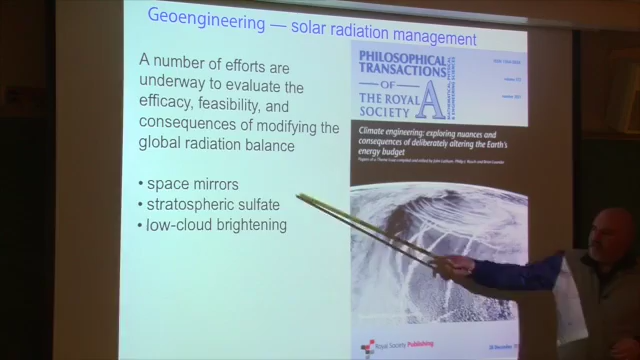 Geoengineering — solar radiation management
A number of efforts are
underway to evaluate the
efficacy, feasibility, and
consequences of modifying the
global radiation balance
• space mirrors
• stratospheric sulfate
• low-cloud brightening
PHILOSOPHICAL
TRANSACTIONS
OF
THE ROYAL
SOCIETY
A
Climate engineering: exploring nuances and
consequences of deliberately altering the Earth's
energy budget
Royal Society Publishing